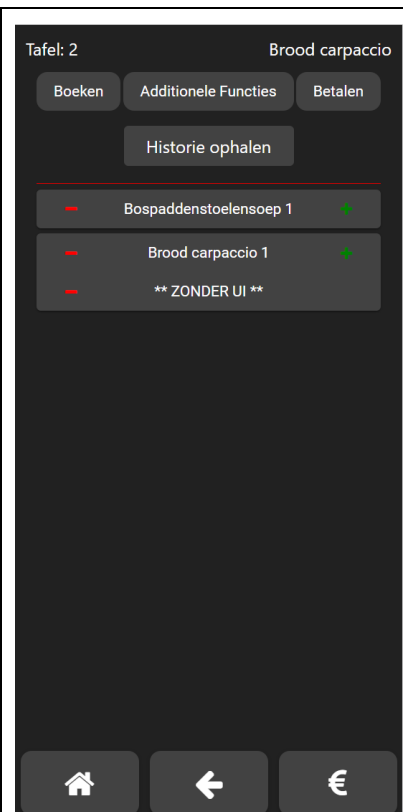 Tafel: 2 Brood carpaccio
Boeken Additionele Functies Betalen
Historie ophalen
Bospaddenstoelensoep 1
Brood carpaccio 1
** ZONDER UI **
€